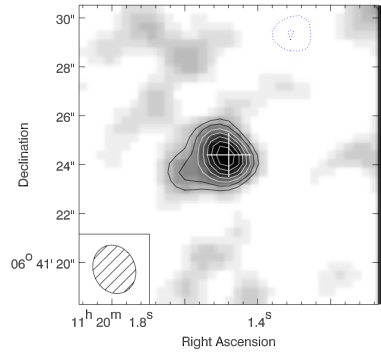 30"
28"
26"
24"
22"
06° 41' 20"
11ʰ 20ᵐ 1.8ˢ 1.4ˢ
Declination
Right Ascension